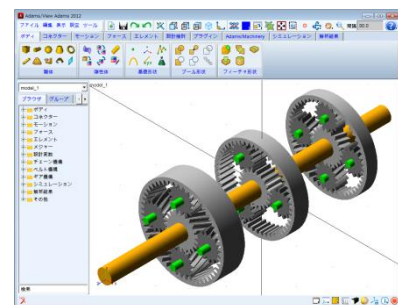 Adams/View Adams 2012
ファイル 編集 表示 設定 ツール
ボディ コネクター モーション フォース エレメント 設計検討 プラグイン Adams/Machinery シミュレーション 解析結果
剛体 弾性体 基礎形状 ブール形状 フィーチャ形状
model_1
model_1
ブラウザ グループ
ボディ
コネクター
モーション
フォース
エレメント
メジャー
設計変数
チェーン機構
ベルト機構
ギア機構
シミュレーション
解析結果
その他
検索